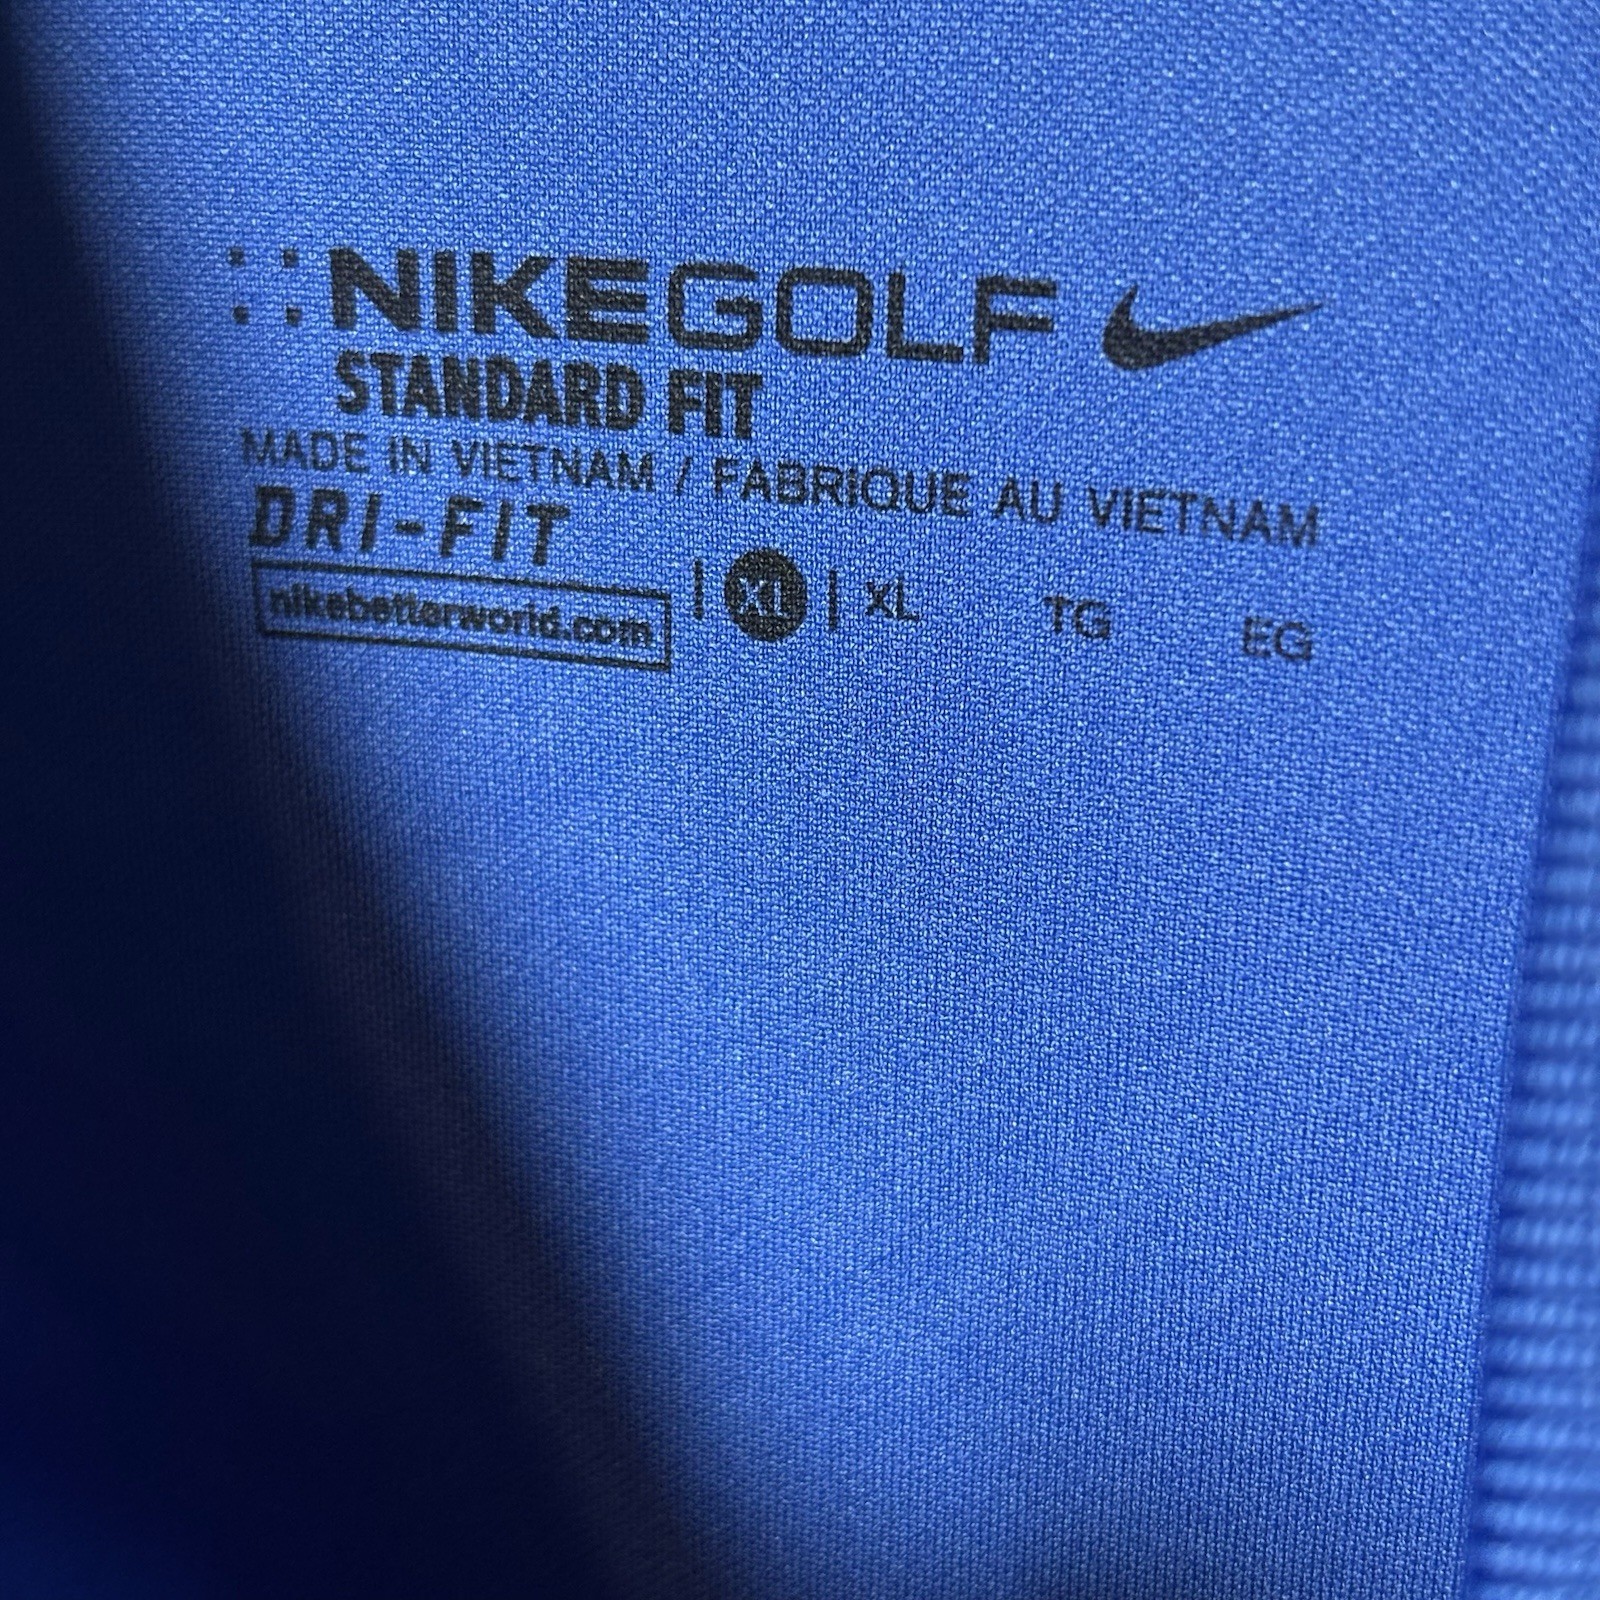 NIKEGOLF
STANDARD FIT
MADE IN VIETNAM / FABRIQUE AU VIETNAM
DRI-FIT
nikebetterworld.com | XL | XL TG EG